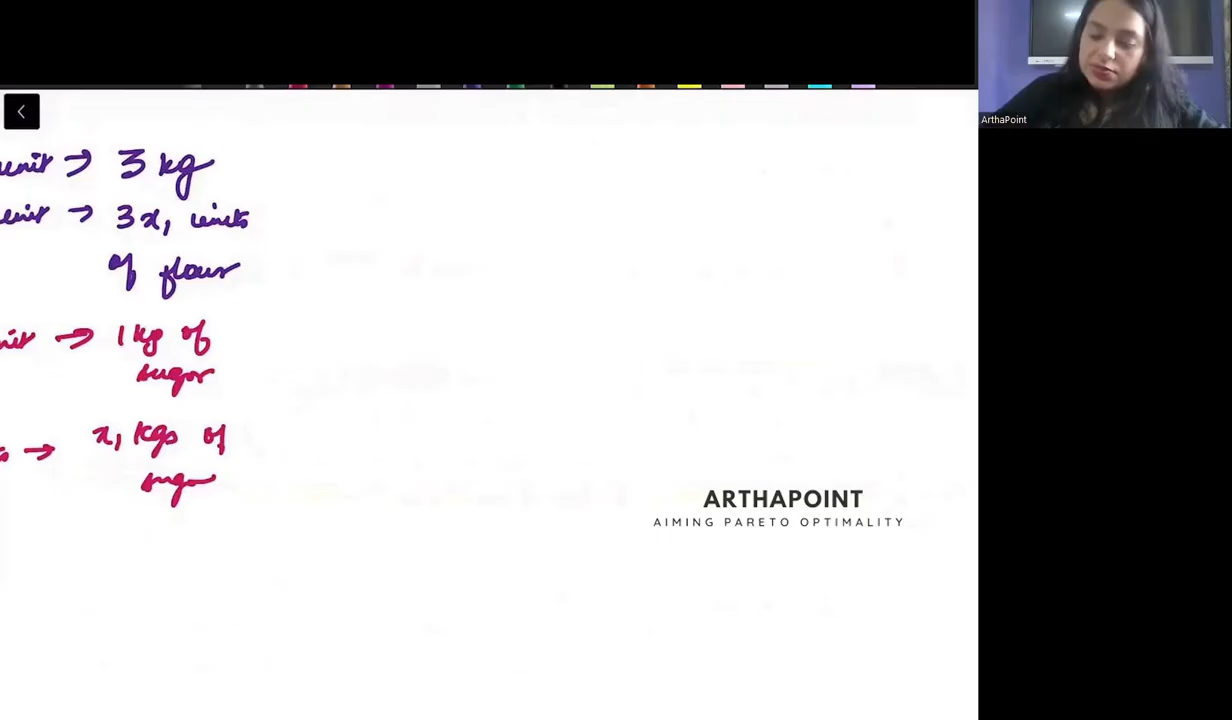 unit → 3 kg
unit → 3x, units
of flour
→ 1 kg of
sugar
→ x, kgs of
sugar
ARTHAPOINT
AIMING PARETO OPTIMALITY
ArthaPoint